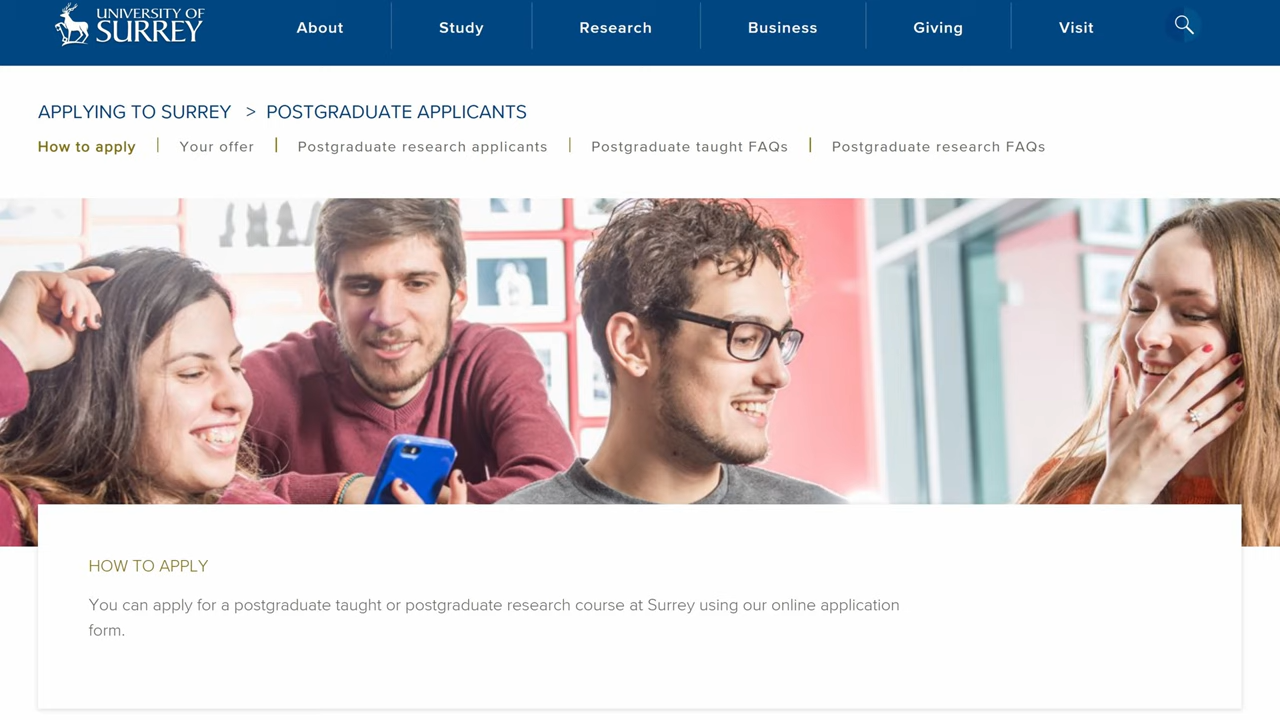 UNIVERSITY OF
SURREY
About
Study
Research
Business
Giving
Visit
APPLYING TO SURREY > POSTGRADUATE APPLICANTS
How to apply | Your offer | Postgraduate research applicants | Postgraduate taught FAQs | Postgraduate research FAQs
HOW TO APPLY
You can apply for a postgraduate taught or postgraduate research course at Surrey using our online application
form.